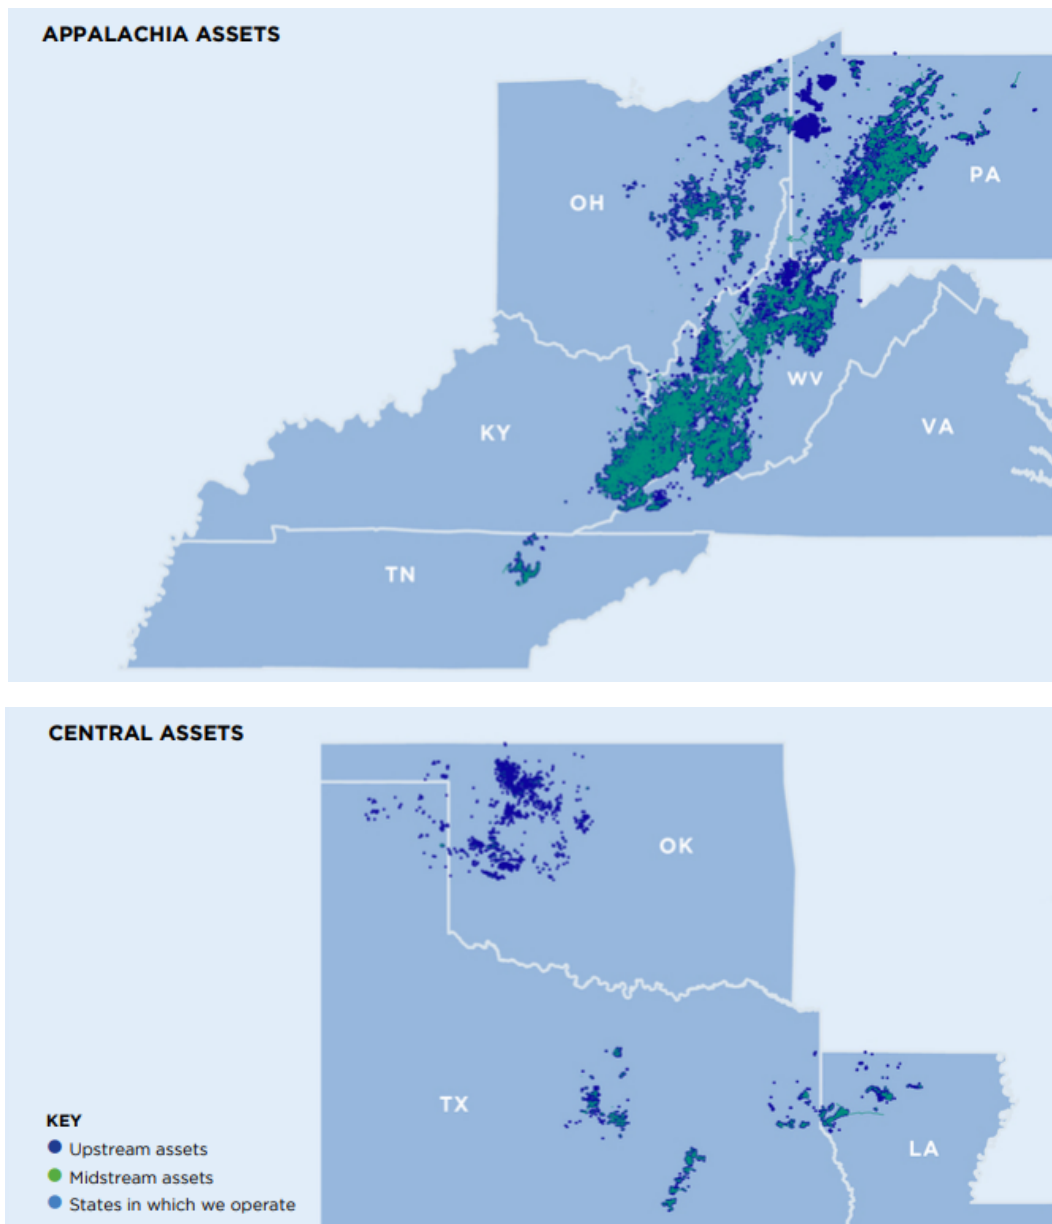 APPALACHIA ASSETS
PA
OH
WV
VA
KY
TN
CENTRAL ASSETS
OK
TX
KEY
LA
Upstream assets
Midstream assets
States in which we operate